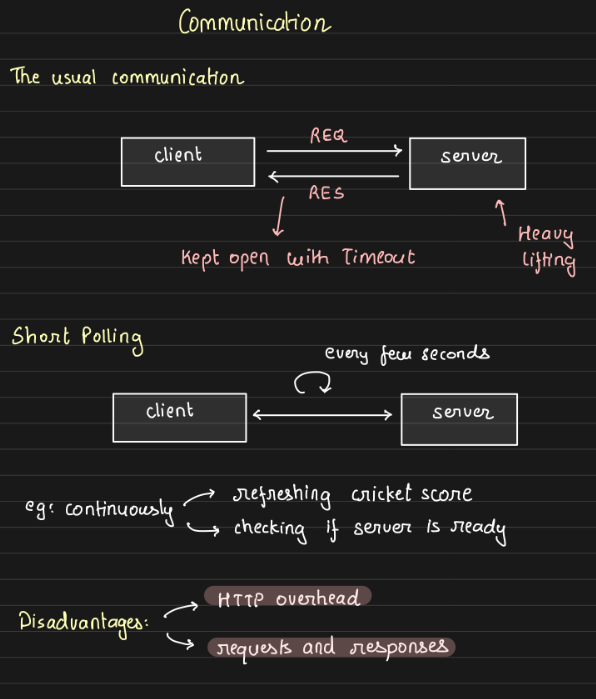 Communication
The usual communication
REQ
client
server
RES
Heavy
lifting
Kept open with Timeout
Short Polling
every few seconds
client
server
eg: continuously
refreshing cricket score
checking if server is ready
Disadvantages:
HTTP overhead
requests and responses